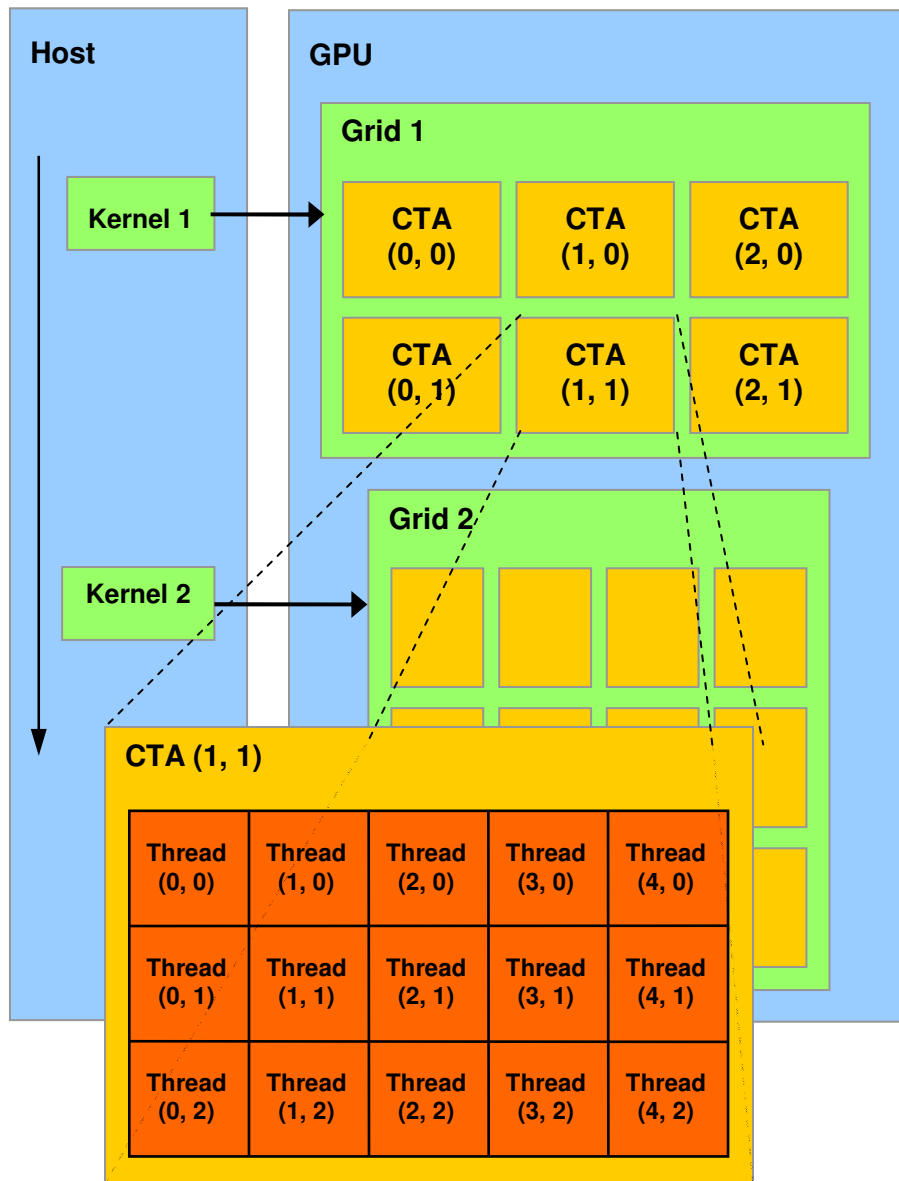 Host
GPU
Grid 1
Kernel 1
CTA
(0, 0)
CTA
(1, 0)
CTA
(2, 0)
CTA
(0, 1)
CTA
(1, 1)
CTA
(2, 1)
Grid 2
Kernel 2
CTA (1, 1)
Thread
(0, 0)
Thread
(1, 0)
Thread
(2, 0)
Thread
(3, 0)
Thread
(4, 0)
Thread
(0, 1)
Thread
(1, 1)
Thread
(2, 1)
Thread
(3, 1)
Thread
(4, 1)
Thread
(0, 2)
Thread
(1, 2)
Thread
(2, 2)
Thread
(3, 2)
Thread
(4, 2)